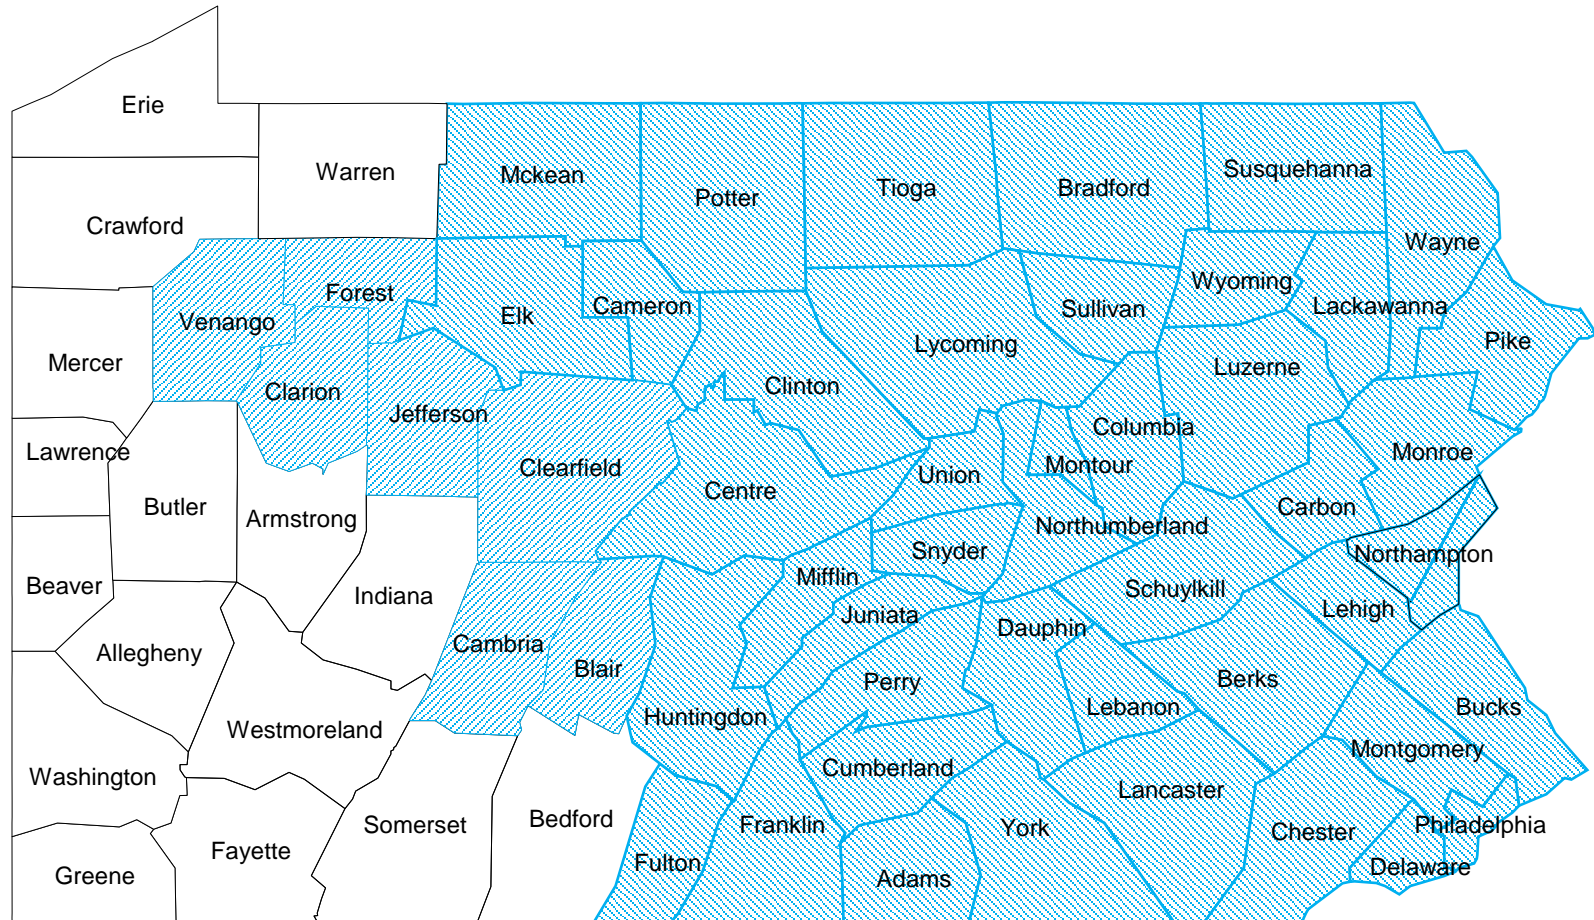 Erie
Warren
Mckean
Potter
Tioga
Bradford
Susquehanna
Crawford
Wayne
Venango
Forest
Elk
Cameron
Lycoming
Sullivan
Wyoming
Lackawanna
Mercer
Clarion
Jefferson
Clinton
Luzerne
Pike
Lawrence
Butler
Armstrong
Clearfield
Centre
Union
Montour
Columbia
Monroe
Carbon
Beaver
Indiana
Mifflin
Snyder
Northumberland
Northampton
Allegheny
Cambria
Blair
Juniata
Dauphin
Schuylkill
Lehigh
Westmoreland
Huntingdon
Perry
Lebanon
Berks
Bucks
Washington
Cumberland
Lancaster
Montgomery
Greene
Fayette
Somerset
Bedford
Fulton
Franklin
Adams
York
Chester
Delaware
Philadelphia